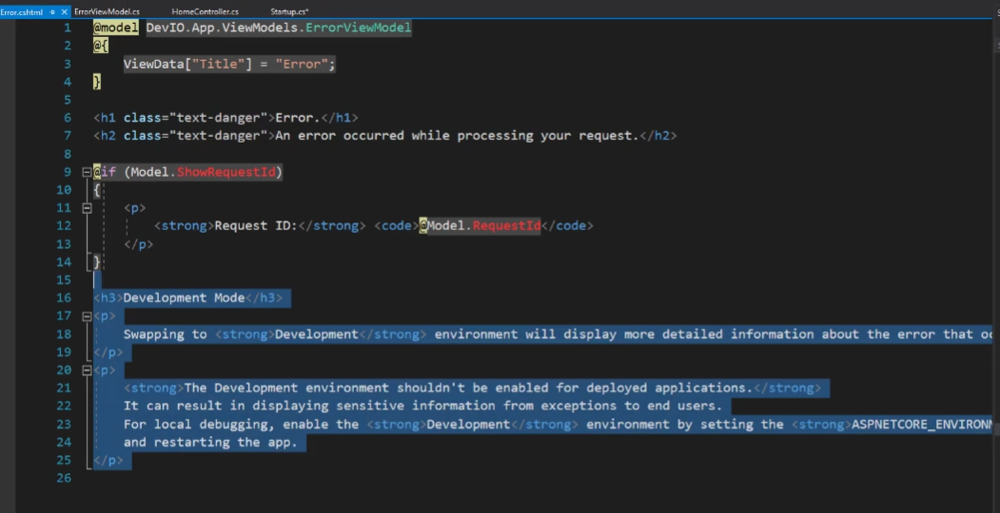 Error.cshtml ErrorViewModel.cs HomeController.cs Startup.cs*
1 @model DevIO.App.ViewModels.ErrorViewModel
2 @{
3 ViewData["Title"] = "Error";
4 }
5
6 <h1 class="text-danger">Error.</h1>
7 <h2 class="text-danger">An error occurred while processing your request.</h2>
8
9 @if (Model.ShowRequestId)
10 {
11 <p>
12 <strong>Request ID:</strong> <code>@Model.RequestId</code>
13 </p>
14 }
15
16 <h3>Development Mode</h3>
17 <p>
18 Swapping to <strong>Development</strong> environment will display more detailed information about the error that oc
19 </p>
20 <p>
21 <strong>The Development environment shouldn't be enabled for deployed applications.</strong>
22 It can result in displaying sensitive information from exceptions to end users.
23 For local debugging, enable the <strong>Development</strong> environment by setting the <strong>ASPNETCORE_ENVIRON
24 and restarting the app.
25 </p>
26